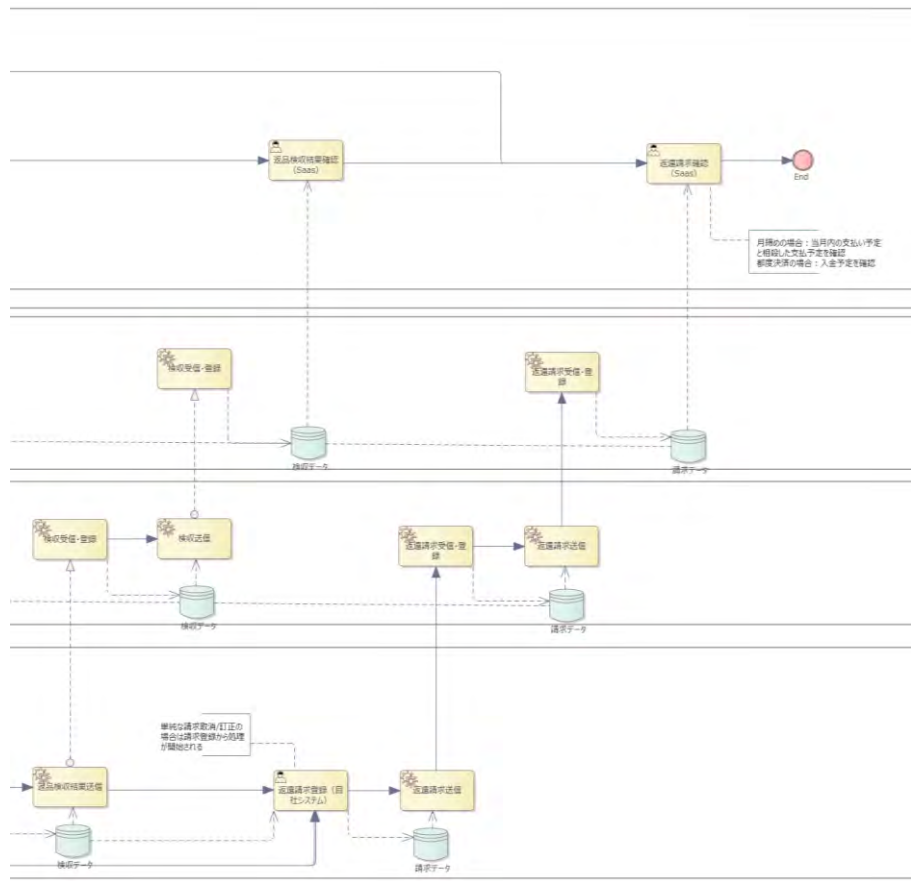 返品検収結果確認
(Saas)
返還請求確認
(Saas)
End
月締めの場合：当月内の支払い予定
と相殺した支払予定を確認
都度決済の場合：入金予定を確認
検収受信・登録
返還請求受信・登
録
検収データ
請求データ
検収受信・登録
検収送信
返還請求受信・登
録
返還請求送信
検収データ
請求データ
単純な請求取消/訂正の
場合は請求登録から処理
が開始される
返品検収結果送信
返還請求登録（自
社システム）
返還請求送信
検収データ
請求データ